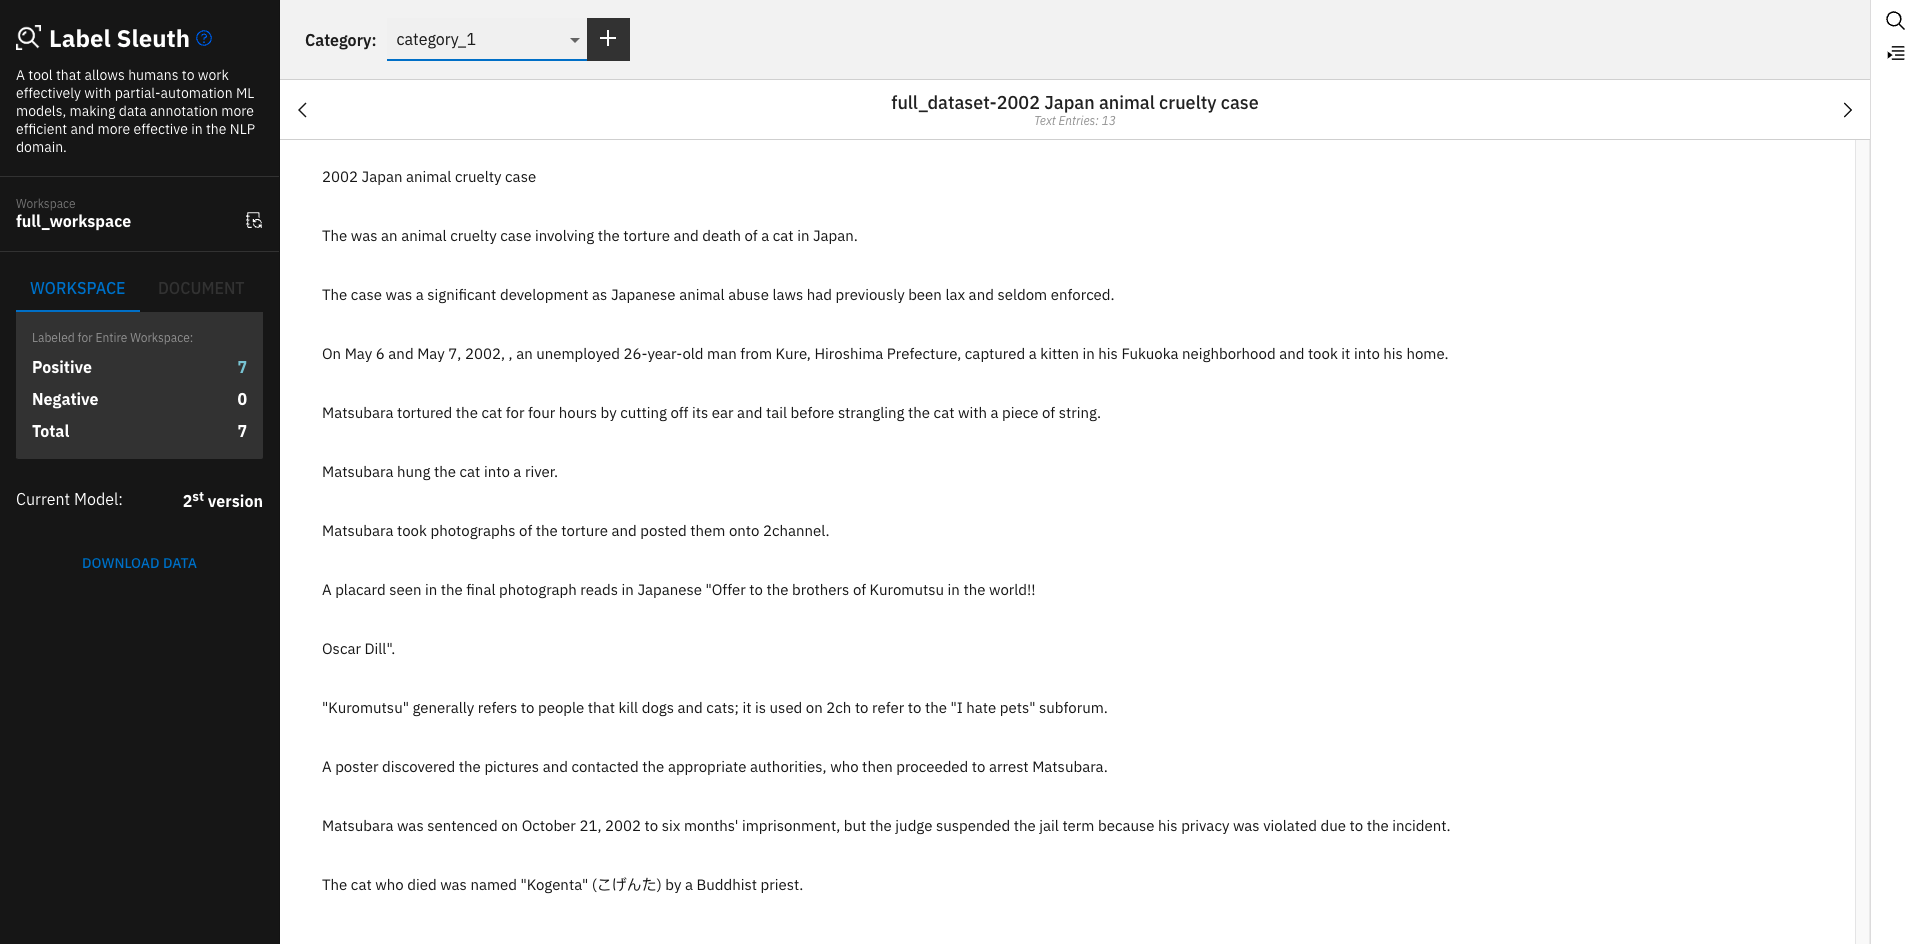 Label Sleuth
A tool that allows humans to work
effectively with partial-automation ML
models, making data annotation more
efficient and more effective in the NLP
domain.
Workspace
full_workspace
WORKSPACE DOCUMENT
Labeled for Entire Workspace:
Positive 7
Negative 0
Total 7
Current Model: 2st version
DOWNLOAD DATA
Category: category_1 +
full_dataset-2002 Japan animal cruelty case
Text Entries: 13
2002 Japan animal cruelty case
The was an animal cruelty case involving the torture and death of a cat in Japan.
The case was a significant development as Japanese animal abuse laws had previously been lax and seldom enforced.
On May 6 and May 7, 2002, , an unemployed 26-year-old man from Kure, Hiroshima Prefecture, captured a kitten in his Fukuoka neighborhood and took it into his home.
Matsubara tortured the cat for four hours by cutting off its ear and tail before strangling the cat with a piece of string.
Matsubara hung the cat into a river.
Matsubara took photographs of the torture and posted them onto 2channel.
A placard seen in the final photograph reads in Japanese "Offer to the brothers of Kuromutsu in the world!!
Oscar Dill".
"Kuromutsu" generally refers to people that kill dogs and cats; it is used on 2ch to refer to the "I hate pets" subforum.
A poster discovered the pictures and contacted the appropriate authorities, who then proceeded to arrest Matsubara.
Matsubara was sentenced on October 21, 2002 to six months' imprisonment, but the judge suspended the jail term because his privacy was violated due to the incident.
The cat who died was named "Kogenta" (こげんた) by a Buddhist priest.